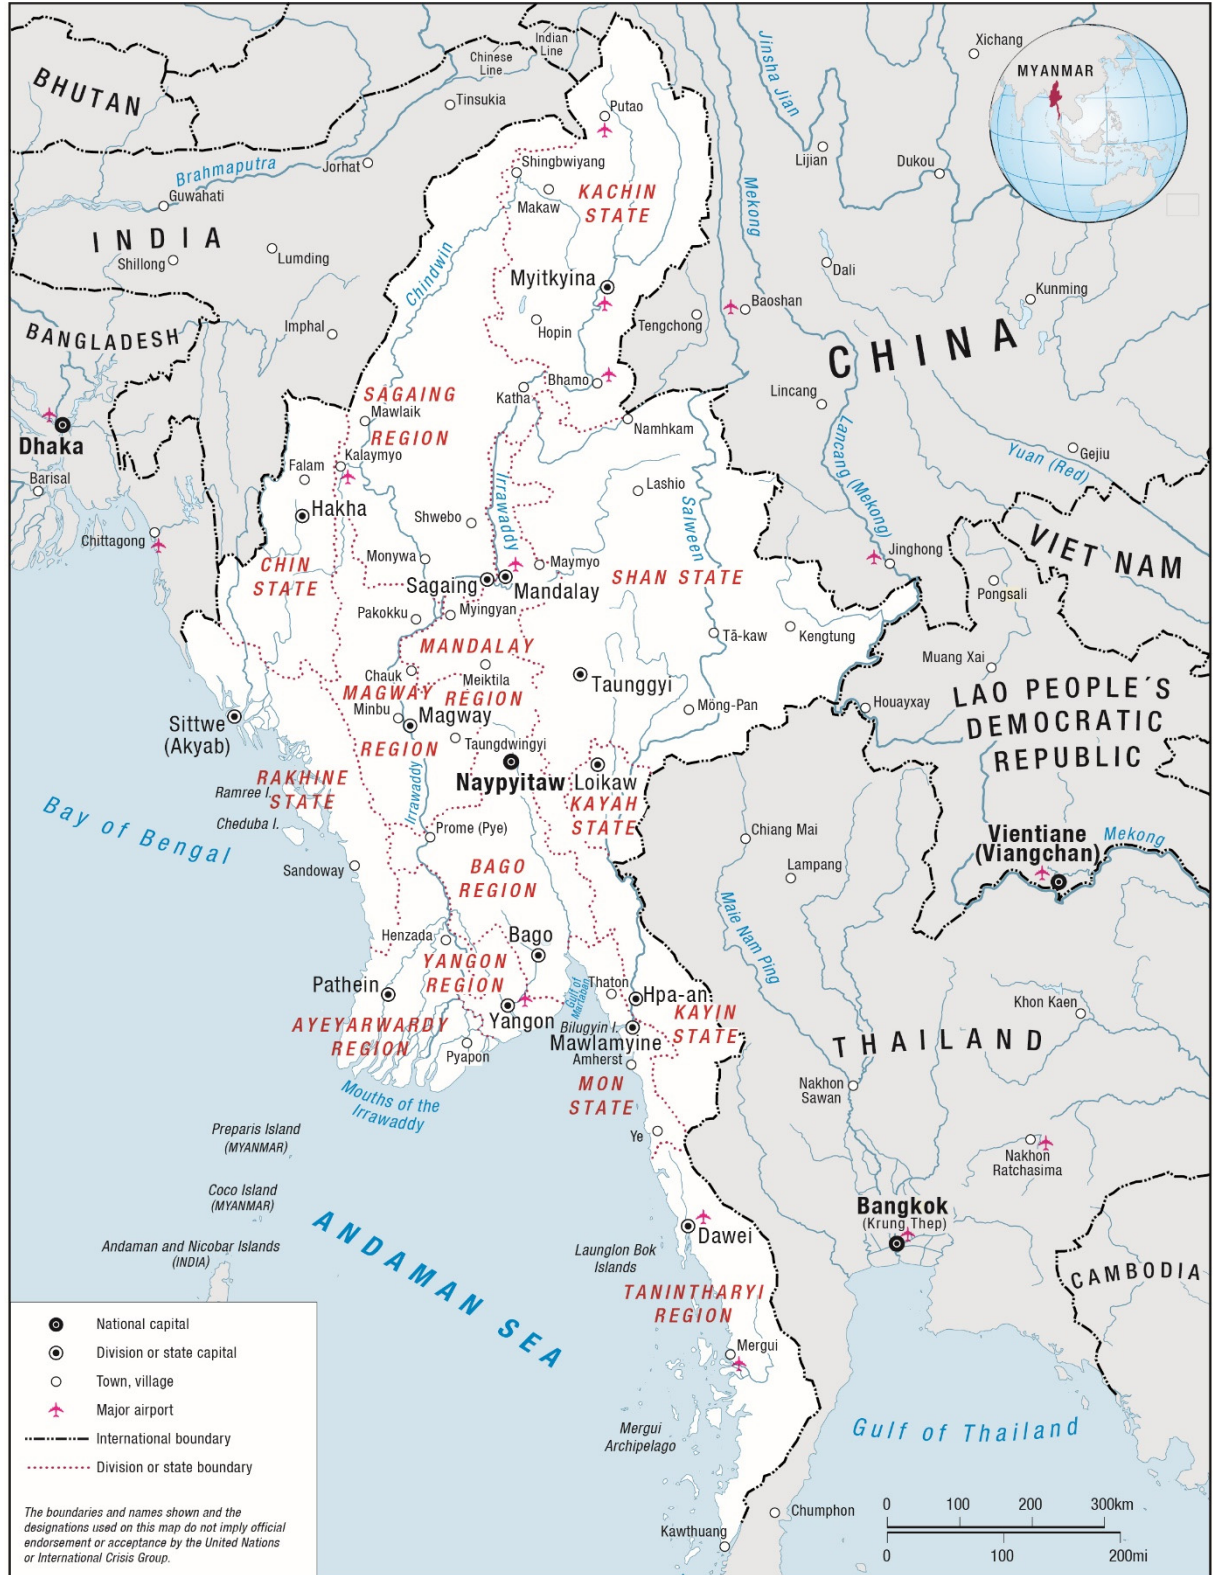 Xichang
Indian
Line
Chinese
Line
Jinsha Jian
MYANMAR
BHUTAN
Tinsukia
Putao
Lijian
Dukou
Brahmaputra
Jorhat
Shingbwiyang
KACHIN
STATE
Makaw
Mekong
Guwahati
INDIA
Shillong
Lumding
Chindwin
Myitkyina
Dali
Kunming
Baoshan
Tengchong
BANGLADESH
Imphal
Hopin
CHINA
SAGAING
REGION
Mawlaik
Katha
Bhamo
Namhkam
Lincang
Lancang (Mekong)
Yuan (Red)
Gejiu
Dhaka
Barisal
Falam
Kalaymyo
Irrawaddy
Lashio
Salween
Hakha
Shwebo
Chittagong
Monywa
CHIN
STATE
Maymyo
SHAN STATE
Jinghong
VIET NAM
Pongsali
Sagaing
Mandalay
Pakokku
Myingyan
MANDALAY
REGION
Tā-kaw
Kengtung
Muang Xai
Chauk
Meiktila
Taunggyi
MAGWAY
REGION
Minbu
Magway
Möng-Pan
Houayxay
LAO PEOPLE´S
DEMOCRATIC
REPUBLIC
Sittwe
(Akyab)
Taungdwingyi
Naypyitaw
Loikaw
KAYAH
STATE
RAKHINE
STATE
Ramree I.
Cheduba I.
Irrawaddy
Bay of Bengal
Prome (Pye)
Chiang Mai
Lampang
Vientiane
(Viangchan)
Mekong
Sandoway
BAGO
REGION
Maie Nam Ping
Henzada
Bago
YANGON
REGION
Pathein
Gulf of
Martaban
Thaton
Hpa-an
KAYIN
STATE
Khon Kaen
Yangon
Bilugyin I.
Mawlamyine
AYEYARWARDY
REGION
Pyapon
Amherst
THAILAND
MON
STATE
Nakhon
Sawan
Mouths of the
Irrawaddy
Preparis Island
(MYANMAR)
Ye
Nakhon
Ratchasima
Coco Island
(MYANMAR)
Bangkok
(Krung Thep)
Dawei
Andaman and Nicobar Islands
(INDIA)
ANDAMAN SEA
Launglon Bok
Islands
CAMBODIA
TANINTHARYI
REGION
Mergui
Mergui
Archipelago
Gulf of Thailand
Chumphon
Kawthuang
National capital
Division or state capital
Town, village
Major airport
International boundary
Division or state boundary
The boundaries and names shown and the
designations used on this map do not imply official
endorsement or acceptance by the United Nations
or International Crisis Group.
0 100 200 300km
0 100 200mi